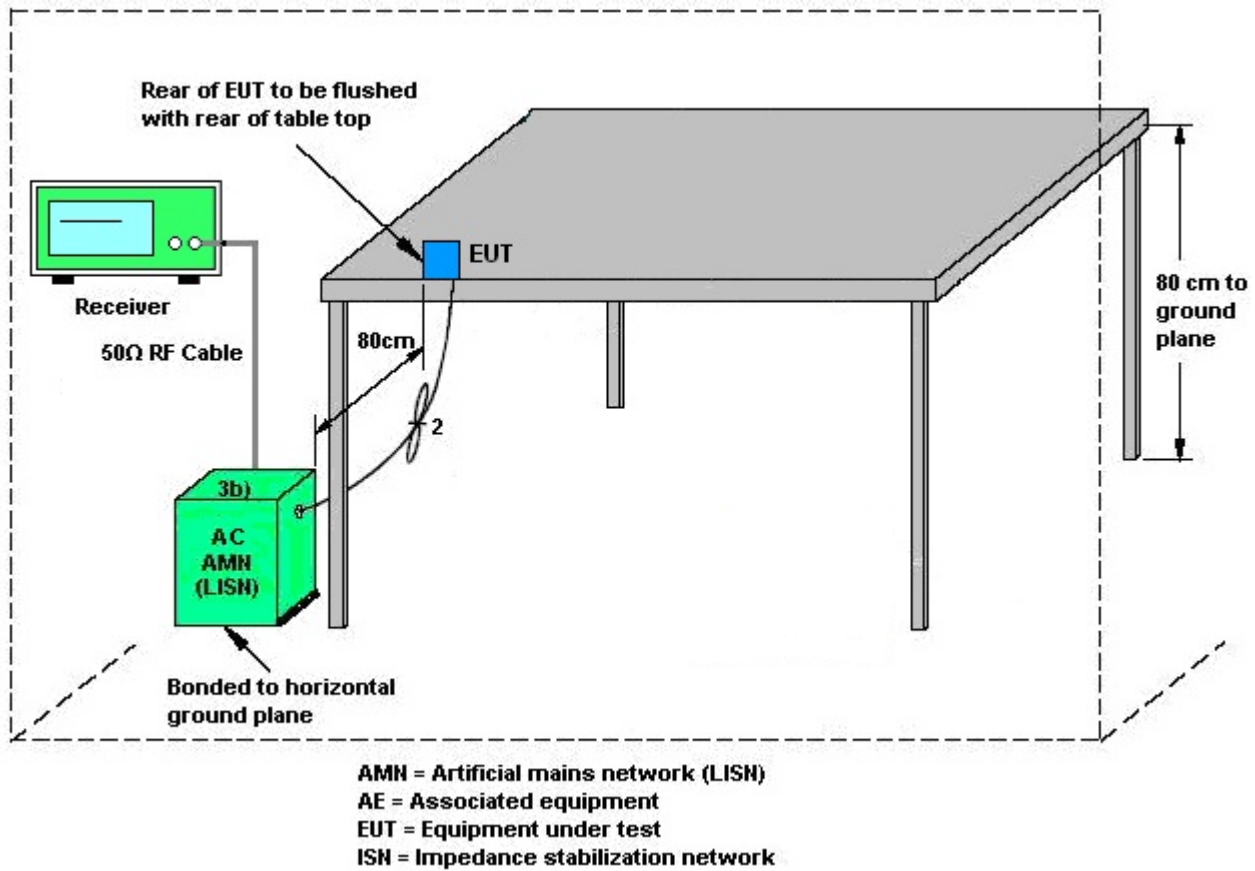 Rear of EUT to be flushed
with rear of table top
EUT
Receiver
50Ω RF Cable
80cm
2
80 cm to
ground
plane
3b)
AC
AMN
(LISN)
Bonded to horizontal
ground plane
AMN = Artificial mains network (LISN)
AE = Associated equipment
EUT = Equipment under test
ISN = Impedance stabilization network